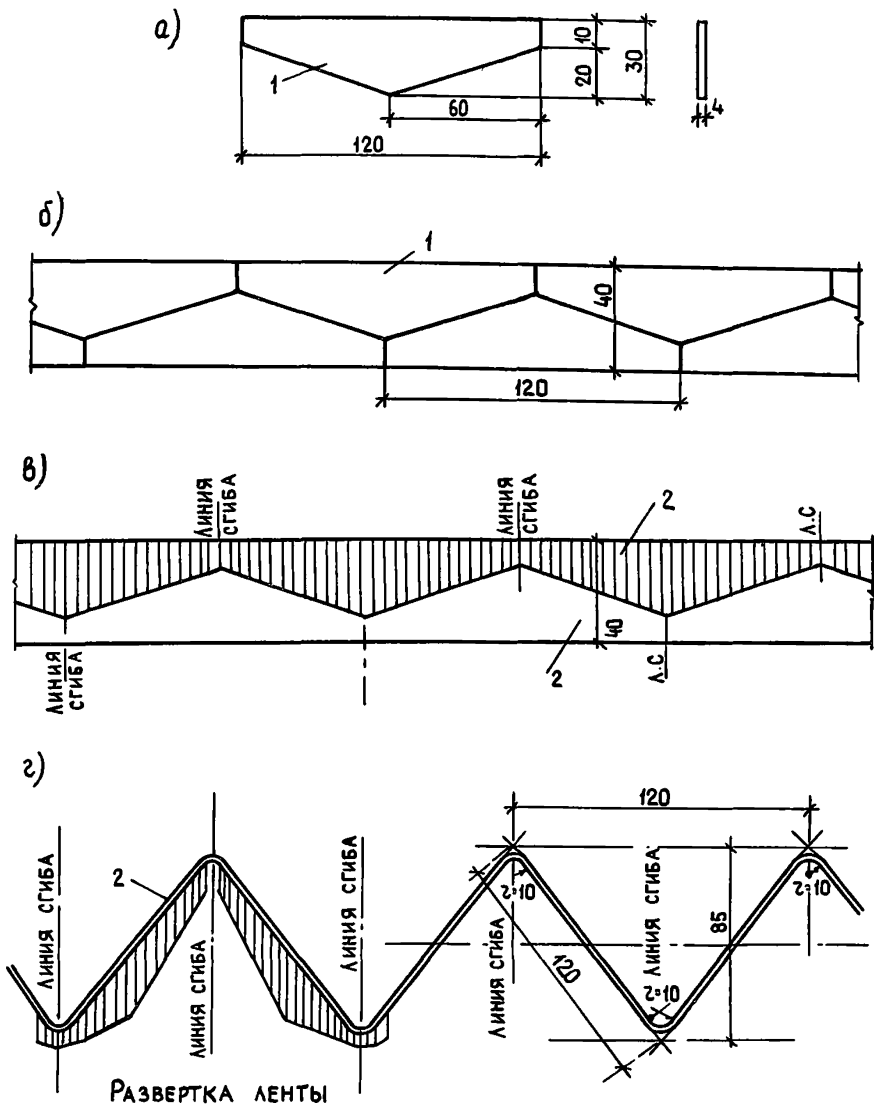 а)
1
10
20
30
4
60
120
б)
1
40
120
в)
ЛИНИЯ
СГИБА
ЛИНИЯ
СГИБА
2
Л.С
ЛИНИЯ
СГИБА
2
40
Л.С
г)
120
2
ЛИНИЯ СГИБА
ЛИНИЯ СГИБА
ЛИНИЯ СГИБА
ЛИНИЯ СГИБА
ЛИНИЯ СГИБА
r=10
r=10
85
120
r=10
РАЗВЕРТКА ЛЕНТЫ